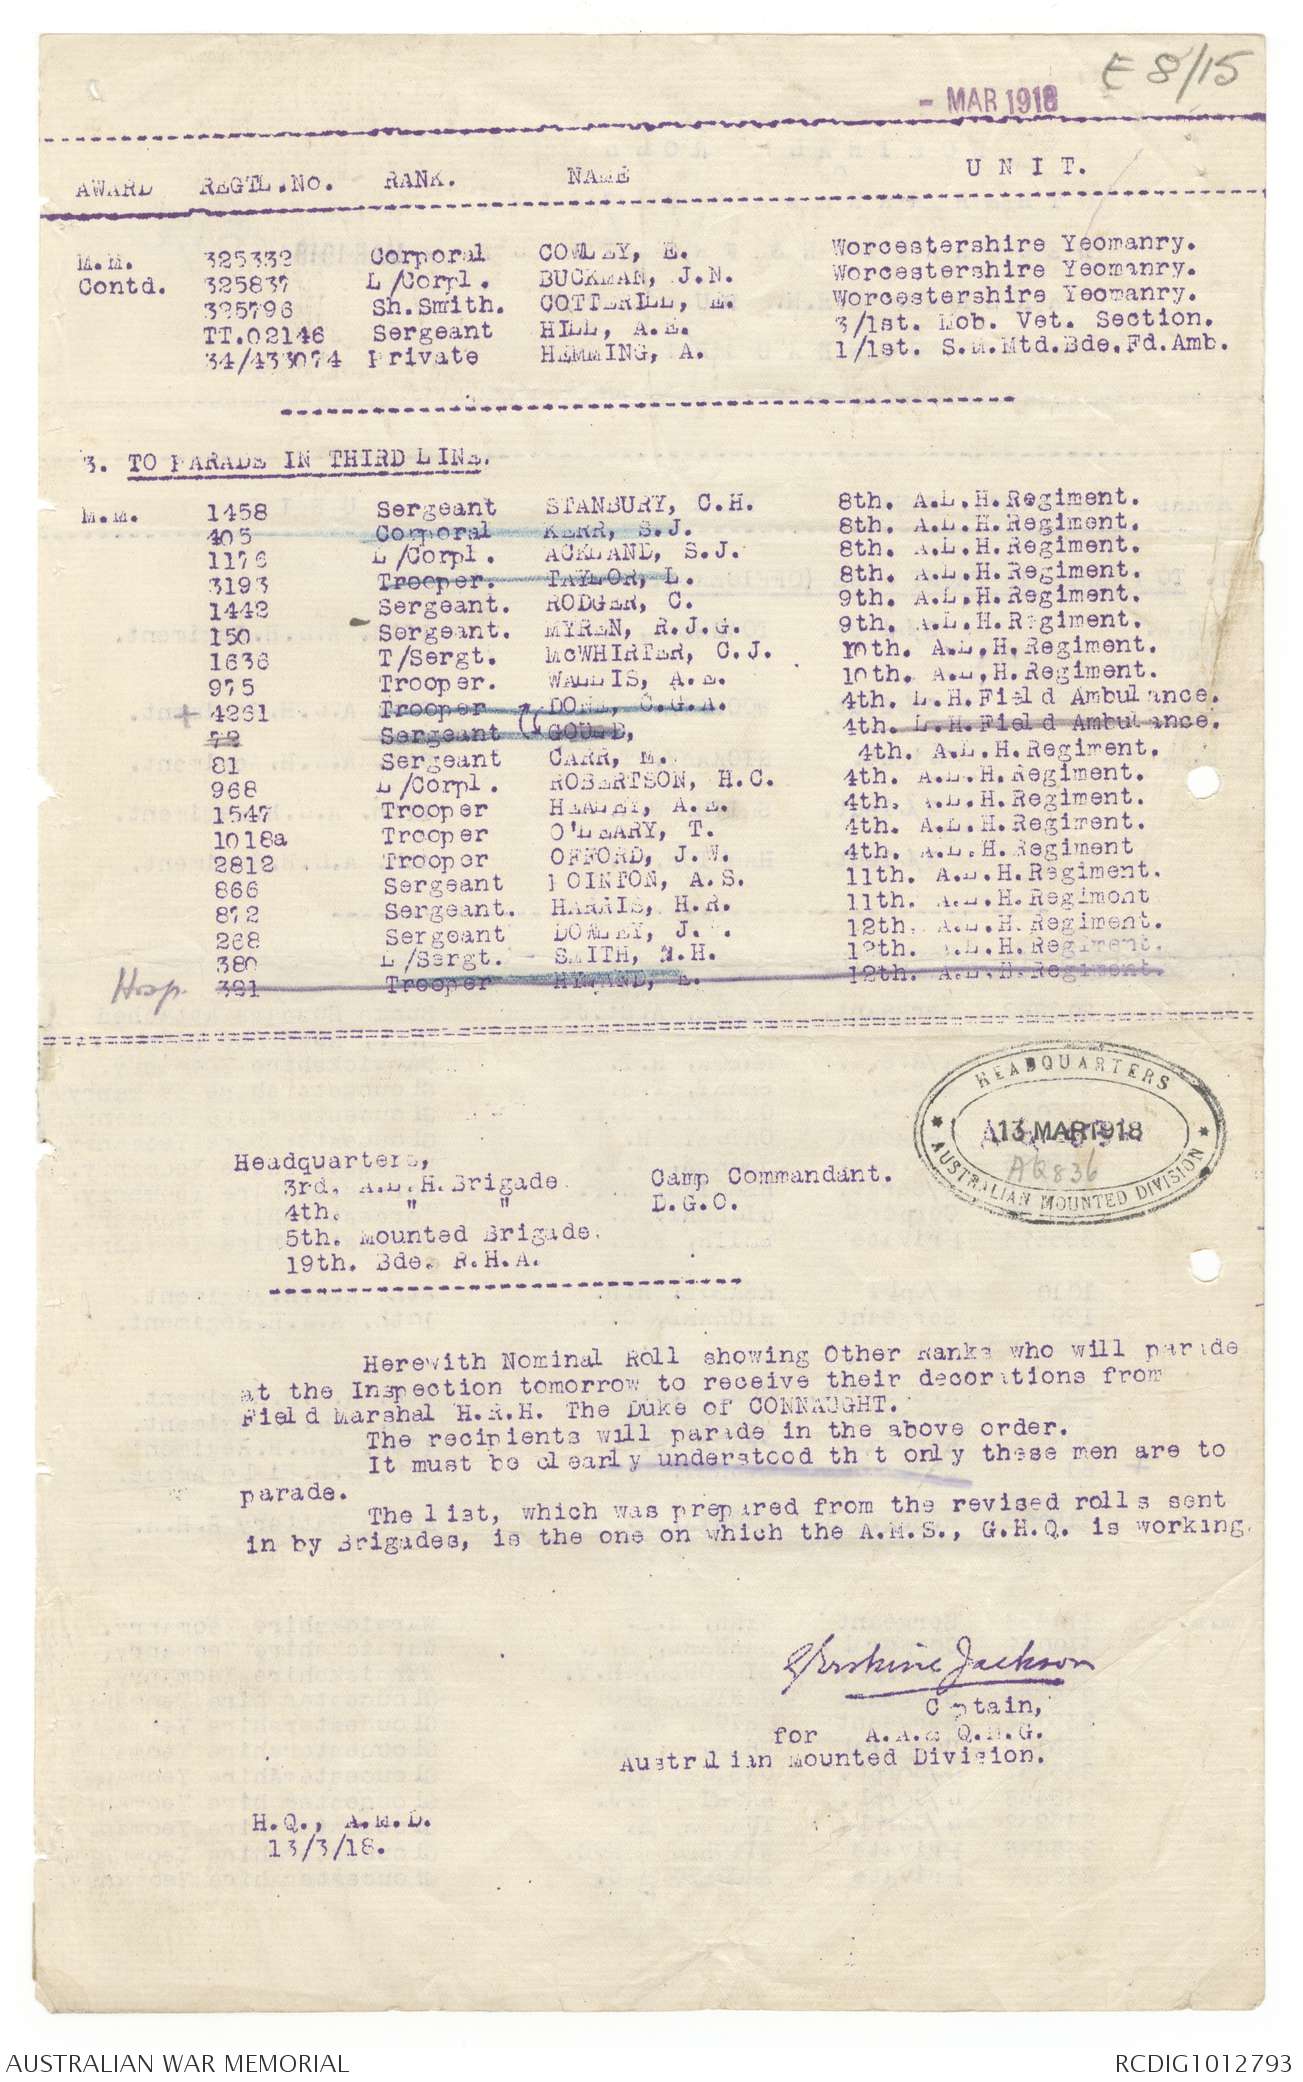 E 8/15
- MAR 1918
AWARD REGTL.NO. RANK. NAME U N I T.
M.M. 325332 Corporal COWLEY, E. Worcestershire Yeomanry.
Contd. 325837 L/Corpl. BUCKMAN, J.N. Worcestershire Yeomanry.
325796 Sh.Smith. COTTERILL, E. Worcestershire Yeomanry.
TT.02146 Sergeant HILL, A.E. 3/1st. Mob. Vet. Section.
34/433074 Private HEMMING, A. 1/1st. S.M.Mtd.Bde.Fd.Amb.
3. TO PARADE IN THIRD LINE.
M.M. 1458 Sergeant STANBURY, C.H. 8th. A.L.H.Regiment.
405 Corporal KERR, S.J. 8th. A.L.H.Regiment.
1176 L/Corpl. ACKLAND, S.J. 8th. A.L.H.Regiment.
3193 Trooper. TAYLOR, L. 8th. A.L.H.Regiment.
1442 Sergeant. RODGER, C. 9th. A.L.H.Regiment.
150 Sergeant. MYREN, R.J.G. 9th. A.L.H.Regiment.
1636 T/Sergt. McWHIRTER, C.J. 10th. A.L.H.Regiment.
975 Trooper. WALLIS, A.E. 10th. A.L.H.Regiment.
+ 4261 Trooper DONE, C.G.A. 4th. L.H.Field Ambulance.
72 Sergeant GOULD, 4th. L.H.Field Ambulance.
81 Sergeant CARR, M. 4th. A.L.H.Regiment.
968 L/Corpl. ROBERTSON, H.C. 4th. A.L.H.Regiment.
1547 Trooper HEALEY, A.E. 4th. A.L.H.Regiment.
1018a Trooper O'LEARY, T. 4th. A.L.H.Regiment.
2812 Trooper OFFORD, J.W. 4th. A.L.H.Regiment
866 Sergeant POINTON, A.S. 11th. A.L.H.Regiment.
872 Sergeant. HARRIS, H.R. 11th. A.L.H.Regiment
268 Sergeant DOWLEY, J. 12th. A.L.H.Regiment.
380 L/Sergt. SMITH, N.H. 12th. A.L.H.Regiment.
Hosp. 381 Trooper HYLAND, E. 12th. A.L.H.Regiment.
HEADQUARTERS
13 MAR 1918
AQ836
AUSTRALIAN MOUNTED DIVISION
Headquarters,
3rd. A.L.H.Brigade. Camp Commandant.
4th. " " D.G.O.
5th. Mounted Brigade.
19th. Bde. R.H.A.
Herewith Nominal Roll showing Other Ranks who will parade
at the Inspection tomorrow to receive their decorations from
Field Marshal H.R.H. The Duke of CONNAUGHT.
The recipients will parade in the above order.
It must be clearly understood that only these men are to
parade.
The list, which was prepared from the revised rolls sent
in by Brigades, is the one on which the A.M.S., G.H.Q. is working.
Erskine Jackson
Captain,
for A.A.& Q.M.G.
Australian Mounted Division.
H.Q., A.M.D.
13/3/18.
AUSTRALIAN WAR MEMORIAL
RCDIG1012793